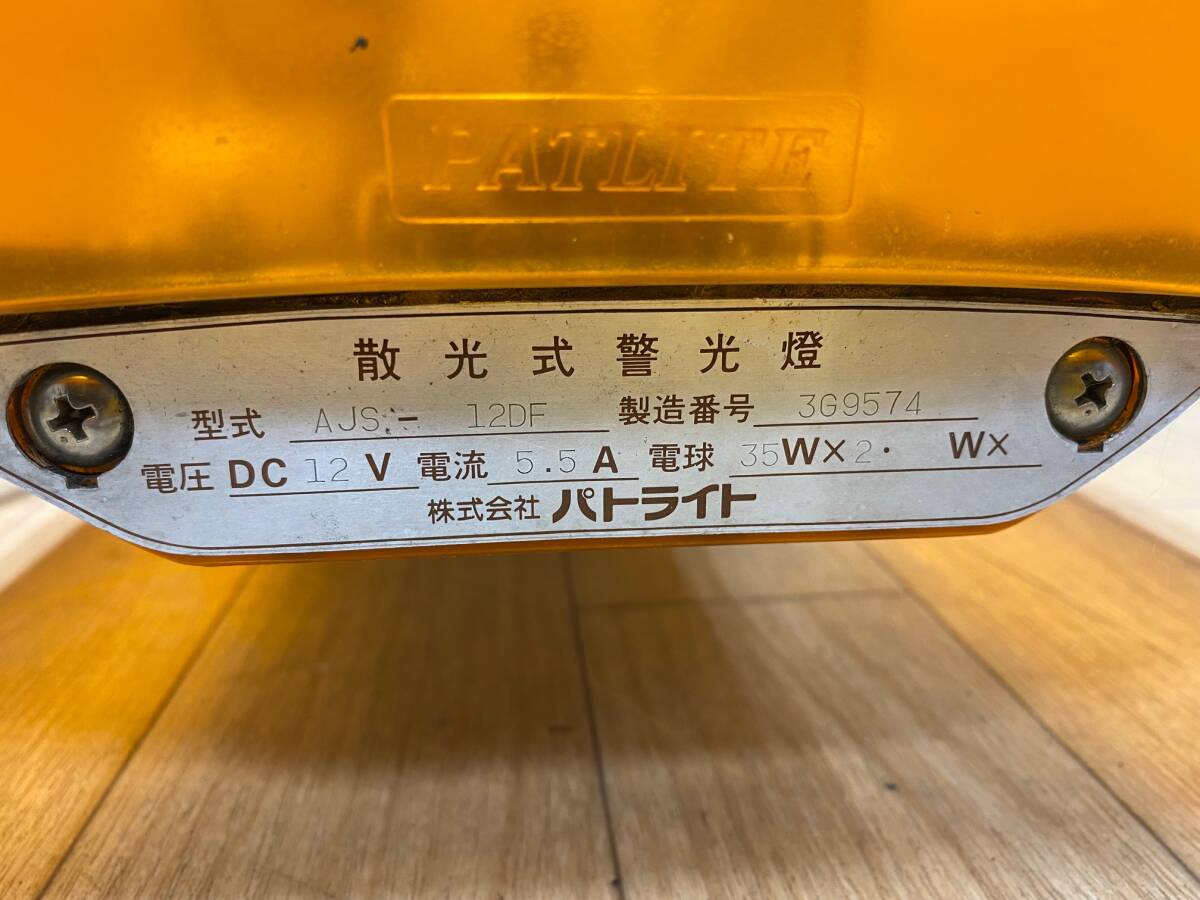 PATLITE
散光式警光燈
型式 AJS - 12DF 製造番号 3G9574
電圧 DC 12 V 電流 5.5 A 電球 35W×2・ W×
株式会社 パトライト